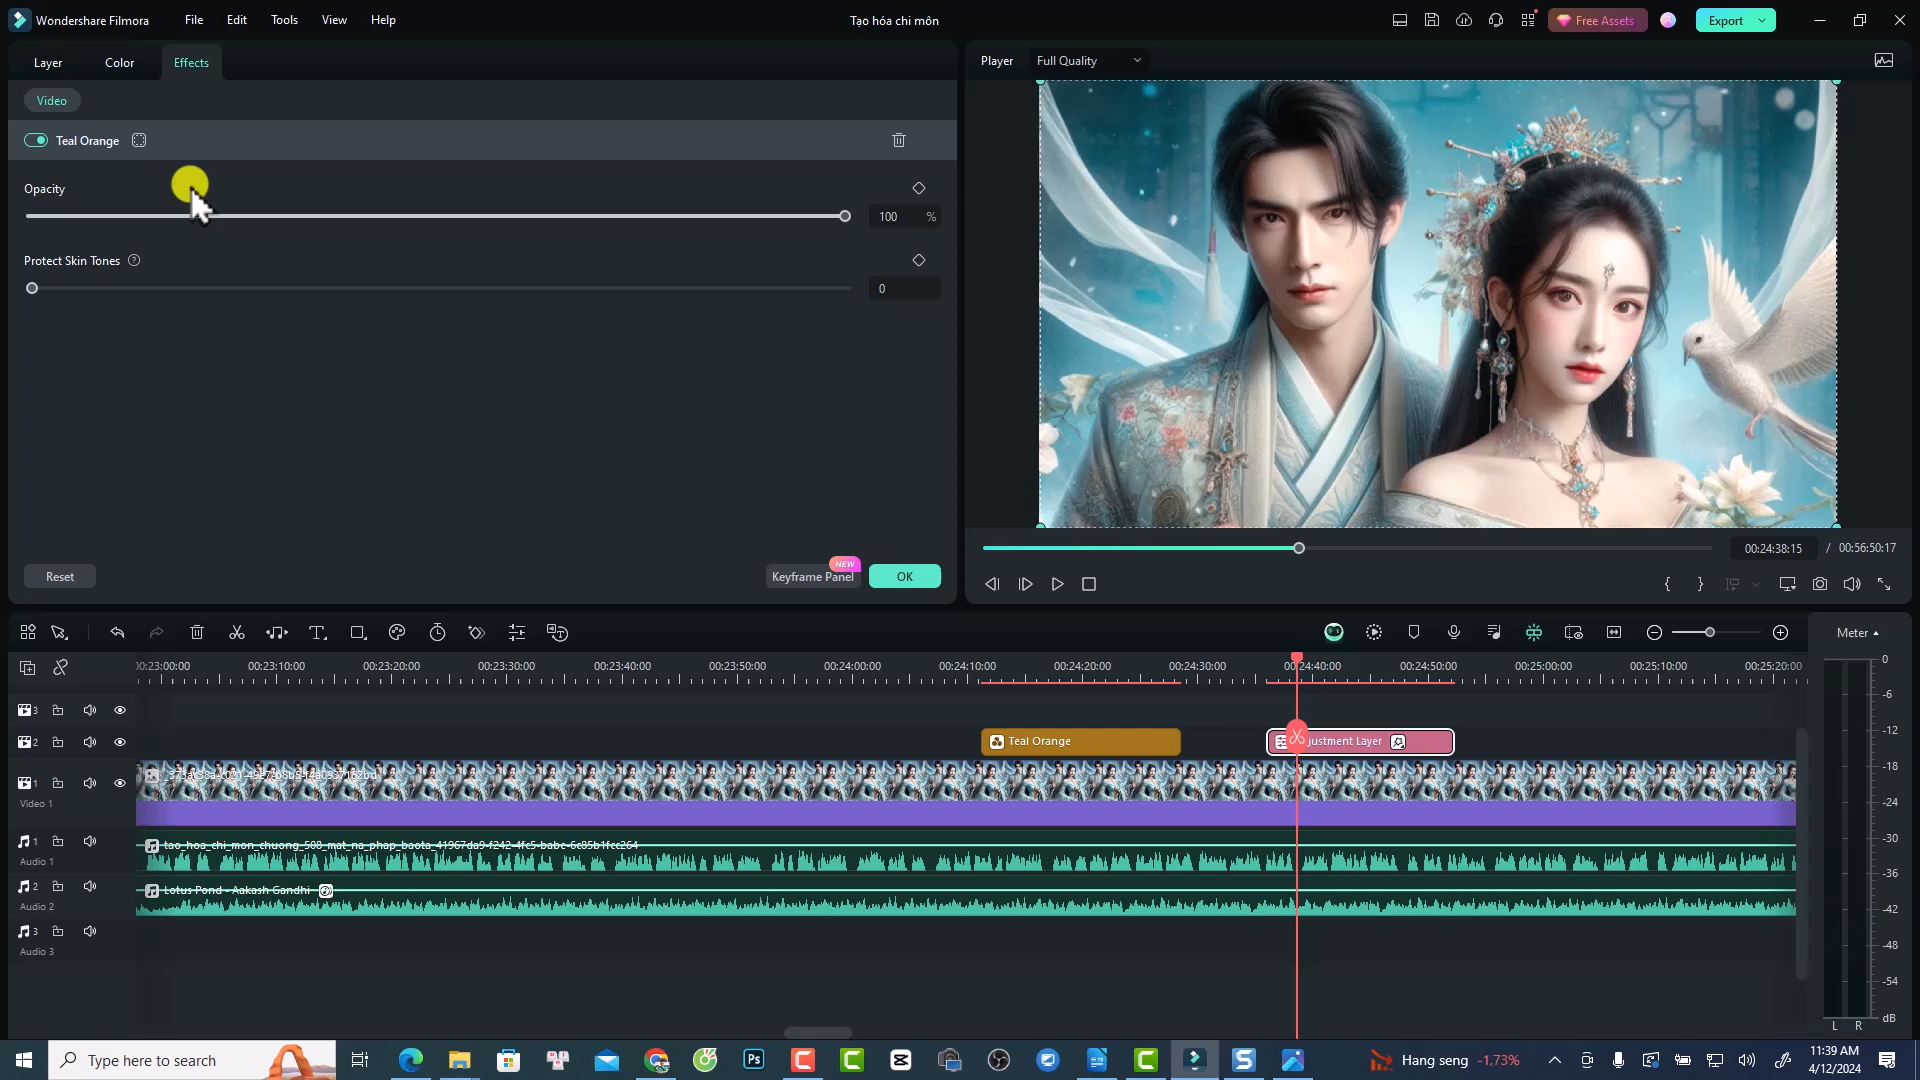 Wondershare Filmora
File
Edit
Tools
View
Help
Tạo hóa chi môn
Free Assets
Export
Layer
Color
Effects
Video
Teal Orange
Opacity
100
%
Protect Skin Tones
0
Reset
NEW
Keyframe Panel
OK
Player
Full Quality
00:24:38:15 / 00:56:50:17
Meter
00:23:00:00
00:23:10:00
00:23:20:00
00:23:30:00
00:23:40:00
00:23:50:00
00:24:00:00
00:24:10:00
00:24:20:00
00:24:30:00
00:24:40:00
00:24:50:00
00:25:00:00
00:25:10:00
00:25:20:00
3
2
Teal Orange
justment Layer
1
Video 1
1
Audio 1
tao_hoa_chi_mon_chuong_508_mat_na_phap_baota_41967da9-f242-4fc5-babc-6c85b1fcc264
2
Audio 2
Lotus Pond - Aakash Gandhi
3
Audio 3
0
-6
-12
-18
-24
-30
-36
-42
-48
-54
dB
L R
Type here to search
Hang seng -1,73%
11:39 AM
4/12/2024